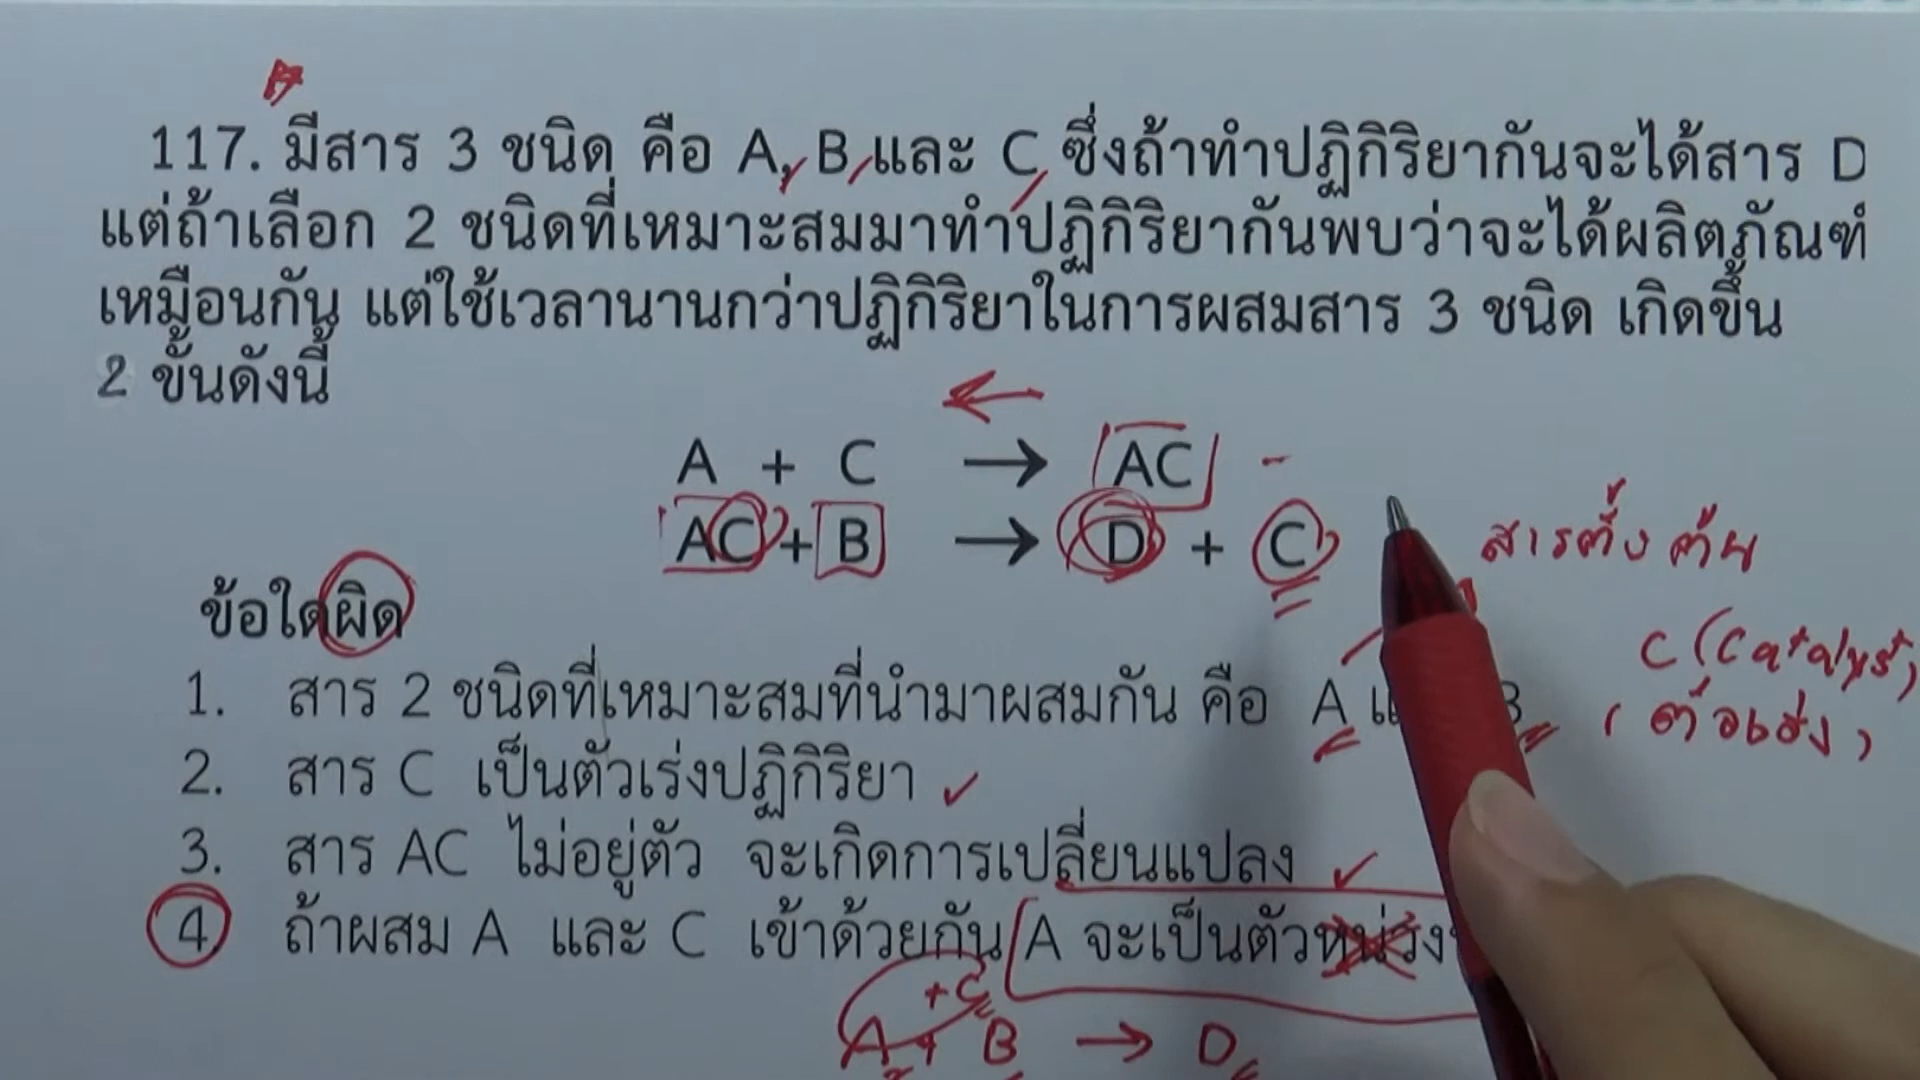 117. มีสาร 3 ชนิด คือ A, B และ C ซึ่งถ้าทำปฏิกิริยากันจะได้สาร D
แต่ถ้าเลือก 2 ชนิดที่เหมาะสมมาทำปฏิกิริยากันพบว่าจะได้ผลิตภัณฑ์
เหมือนกัน แต่ใช้เวลานานกว่าปฏิกิริยาในการผสมสาร 3 ชนิด เกิดขึ้น
2 ขั้นดังนี้
A + C → AC
AC + B → D + C
สารตั้งต้น
ข้อใดผิด
C (Catalyst)
1. สาร 2 ชนิดที่เหมาะสมที่นำมาผสมกัน คือ A B
(ตัวเร่ง)
2. สาร C เป็นตัวเร่งปฏิกิริยา
3. สาร AC ไม่อยู่ตัว จะเกิดการเปลี่ยนแปลง
4 ถ้าผสม A และ C เข้าด้วยกัน A จะเป็นตัวหน่วง
+C
A + B → D